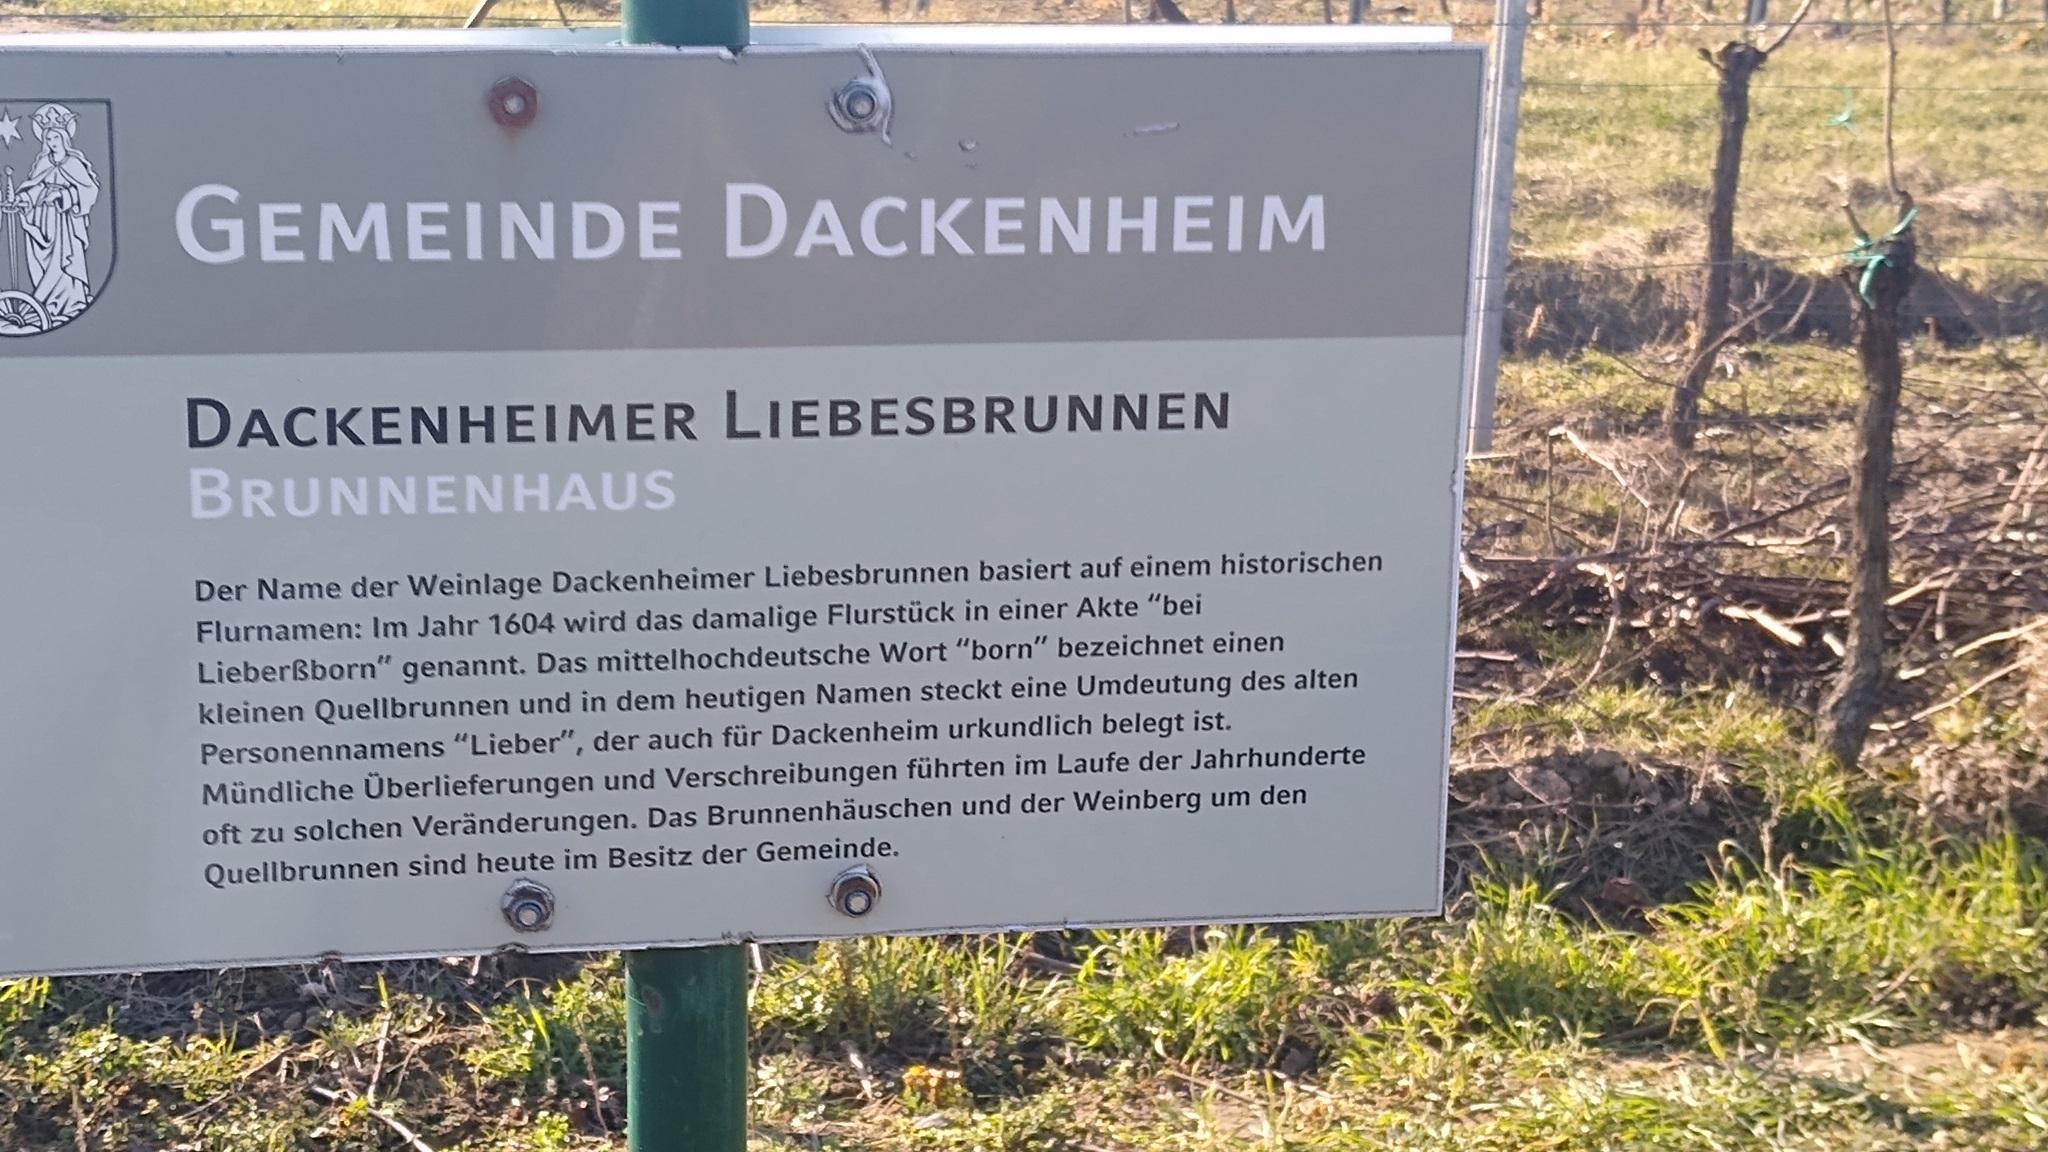 GEMEINDE DACKENHEIM
DACKENHEIMER LIEBESBRUNNEN
BRUNNENHAUS
Der Name der Weinlage Dackenheimer Liebesbrunnen basiert auf einem historischen
Flurnamen: Im Jahr 1604 wird das damalige Flurstück in einer Akte “bei
Lieberßborn” genannt. Das mittelhochdeutsche Wort “born” bezeichnet einen
kleinen Quellbrunnen und in dem heutigen Namen steckt eine Umdeutung des alten
Personennamens “Lieber”, der auch für Dackenheim urkundlich belegt ist.
Mündliche Überlieferungen und Verschreibungen führten im Laufe der Jahrhunderte
oft zu solchen Veränderungen. Das Brunnenhäuschen und der Weinberg um den
Quellbrunnen sind heute im Besitz der Gemeinde.